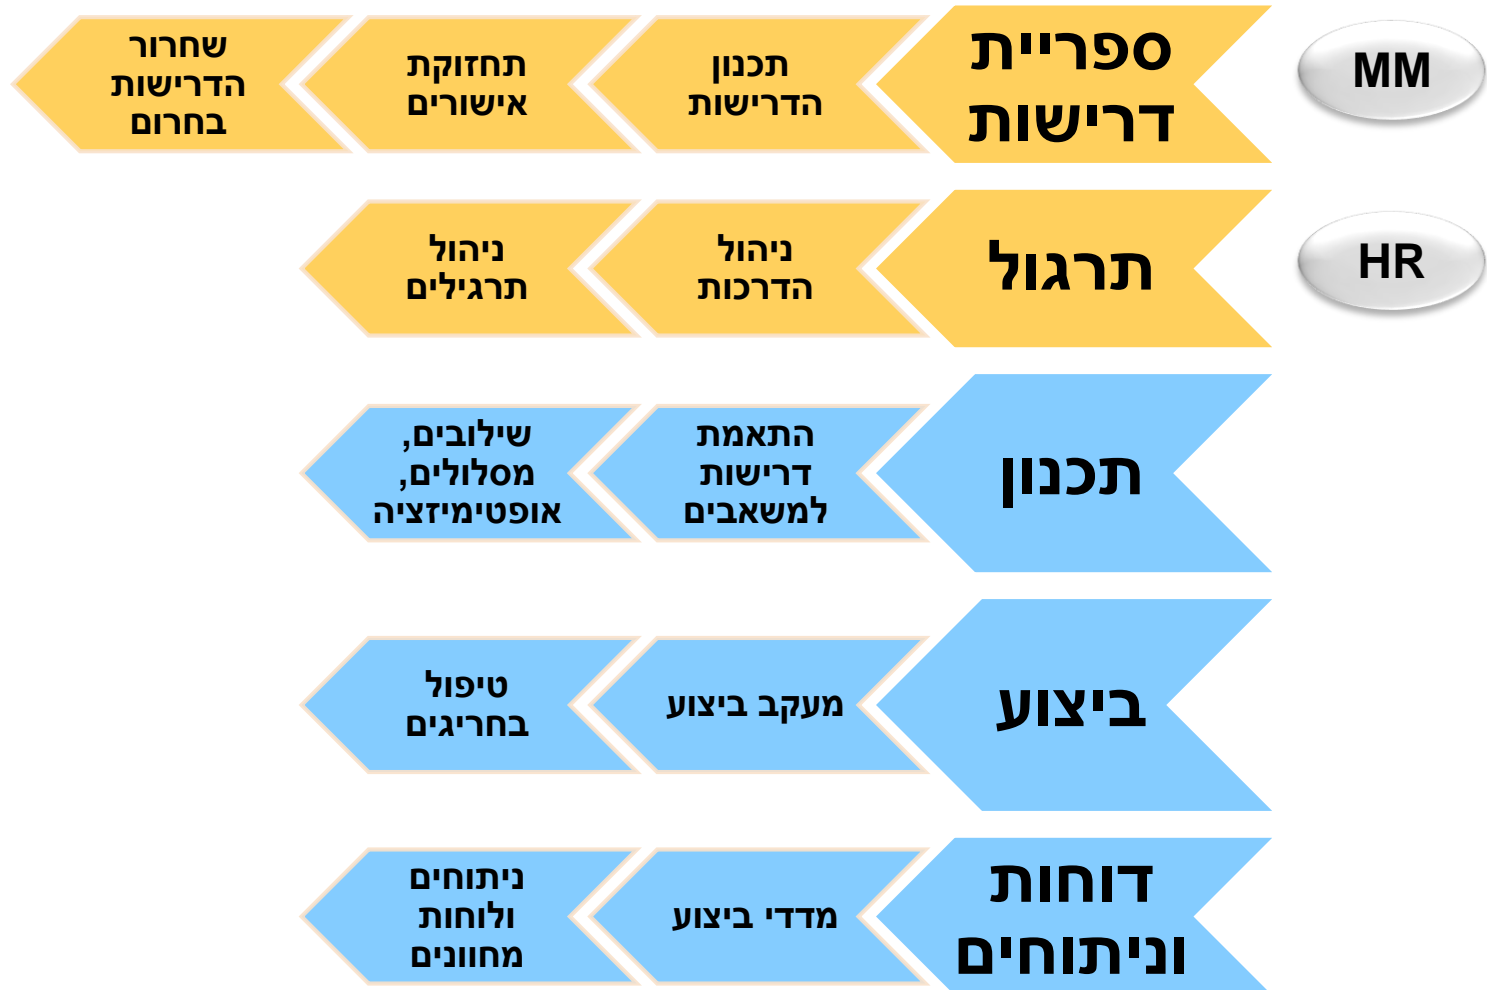 MM
ספריית
דרישות
תכנון
הדרישות
תחזוקת
אישורים
שחרור
הדרישות
בחרום
HR
תרגול
ניהול
הדרכות
ניהול
תרגילים
תכנון
התאמת
דרישות
למשאבים
שילובים,
מסלולים,
אופטימיזציה
ביצוע
מעקב ביצוע
טיפול
בחריגים
דוחות
וניתוחים
מדדי ביצוע
ניתוחים
ולוחות
מחוונים